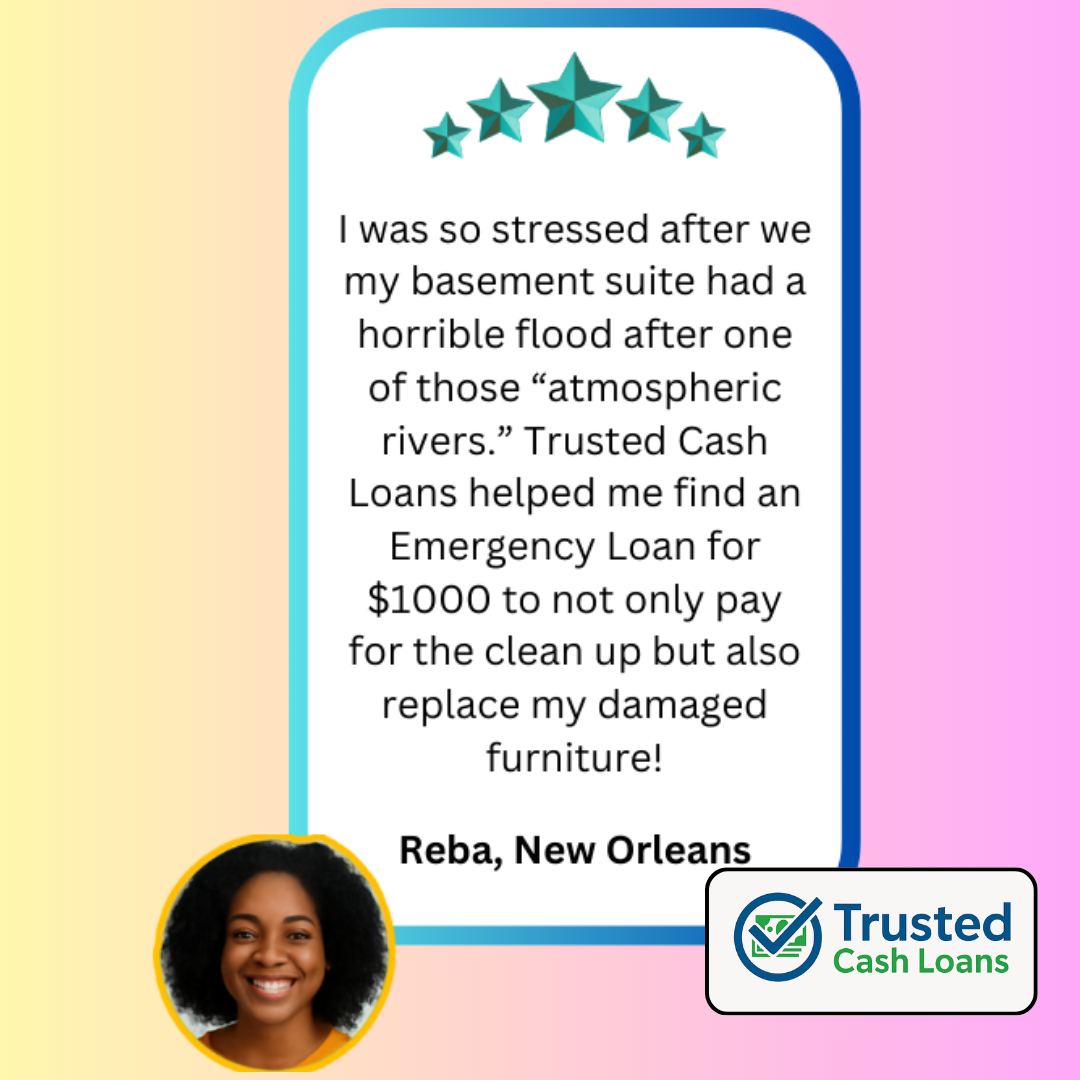 I was so stressed after we
my basement suite had a
horrible flood after one
of those “atmospheric
rivers.” Trusted Cash
Loans helped me find an
Emergency Loan for
$1000 to not only pay
for the clean up but also
replace my damaged
furniture!
Reba, New Orleans
Trusted
Cash Loans